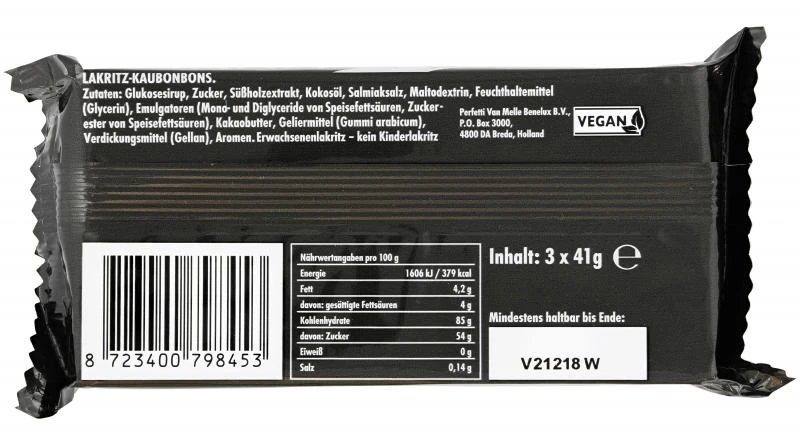 LAKRITZ-KAUBONBONS.
Zutaten: Glukosesirup, Zucker, Süßholzextrakt, Kokosöl, Salmiaksalz, Maltodextrin, Feuchthaltemittel
(Glycerin), Emulgatoren (Mono- und Diglyceride von Speisefettsäuren, Zucker-
ester von Speisefettsäuren), Kakaobutter, Geliermittel (Gummi arabicum),
Verdickungsmittel (Gellan), Aromen. Erwachsenenlakritz – kein Kinderlakritz
Perfetti Van Melle Benelux B.V.,
P.O. Box 3000,
4800 DA Breda, Holland
VEGAN
8 723400 798453
Nährwertangaben pro 100 g
Energie 1606 kJ / 379 kcal
Fett 4,2 g
davon: gesättigte Fettsäuren 4 g
Kohlenhydrate 85 g
davon: Zucker 54 g
Eiweiß 0 g
Salz 0,14 g
Inhalt: 3 x 41g ℮
Mindestens haltbar bis Ende:
V21218 W